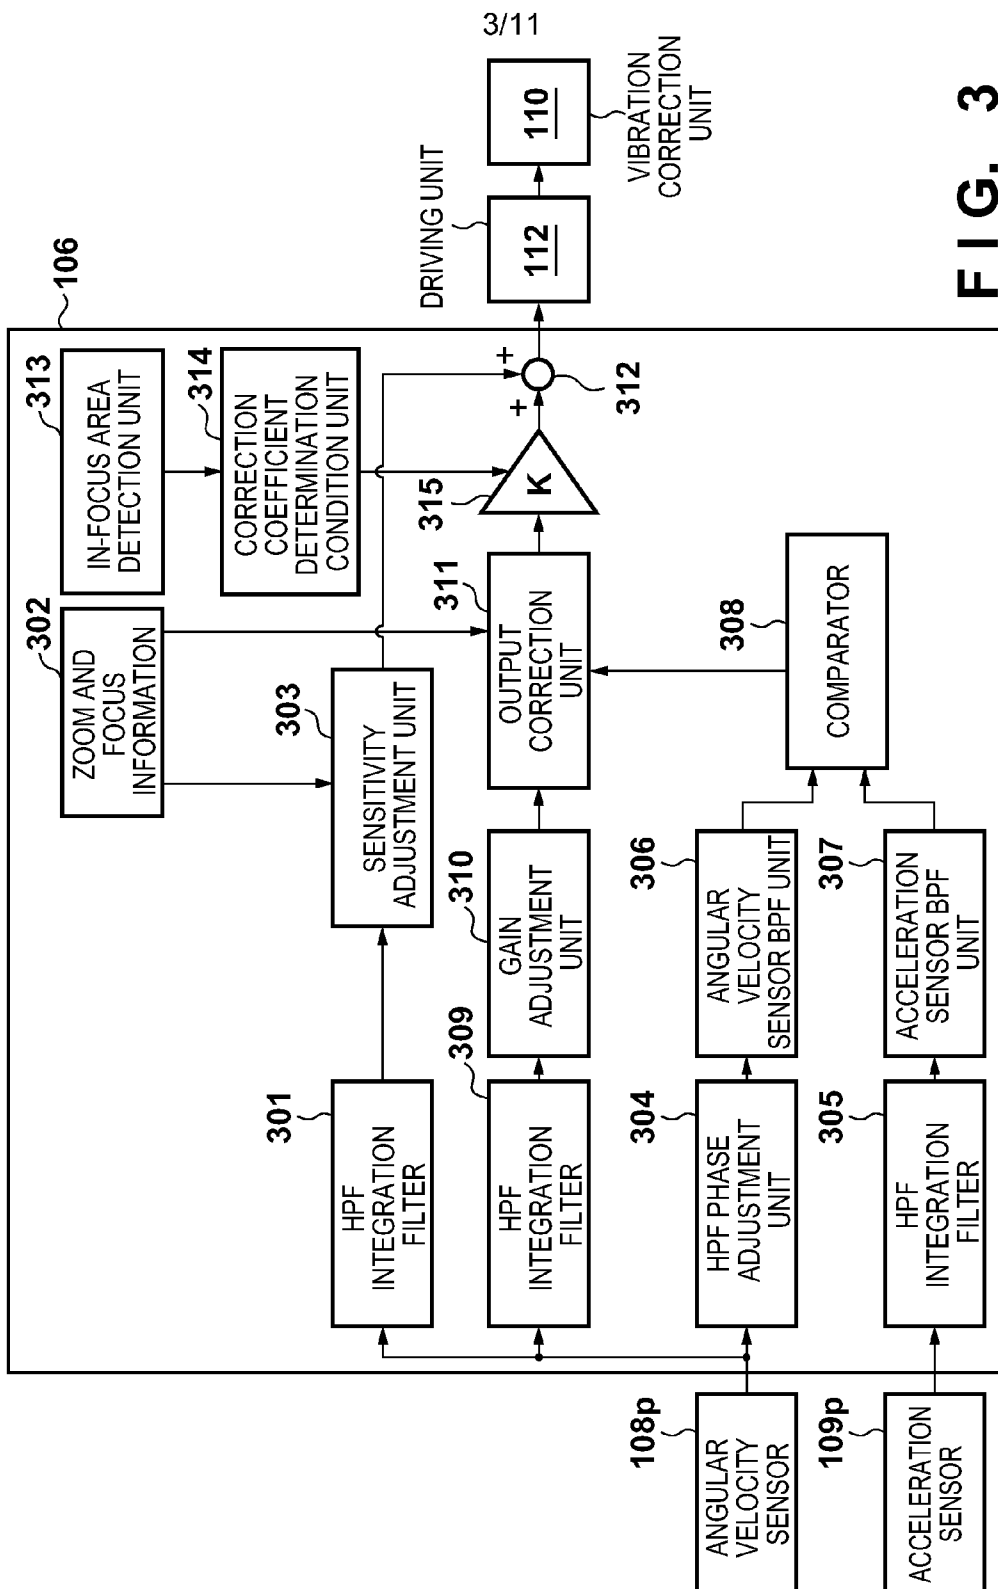 3/11
FIG. 3
106
313
IN-FOCUS AREA
DETECTION UNIT
314
CORRECTION
COEFFICIENT
DETERMINATION
CONDITION UNIT
302
ZOOM AND
FOCUS
INFORMATION
303
SENSITIVITY
ADJUSTMENT UNIT
301
HPF
INTEGRATION
FILTER
309
HPF
INTEGRATION
FILTER
310
GAIN
ADJUSTMENT
UNIT
311
OUTPUT
CORRECTION
UNIT
315
K
+
+
312
DRIVING UNIT
112
110
VIBRATION
CORRECTION
UNIT
108p
ANGULAR
VELOCITY
SENSOR
304
HPF PHASE
ADJUSTMENT
UNIT
306
ANGULAR
VELOCITY
SENSOR BPF UNIT
308
COMPARATOR
109p
ACCELERATION
SENSOR
305
HPF
INTEGRATION
FILTER
307
ACCELERATION
SENSOR BPF
UNIT